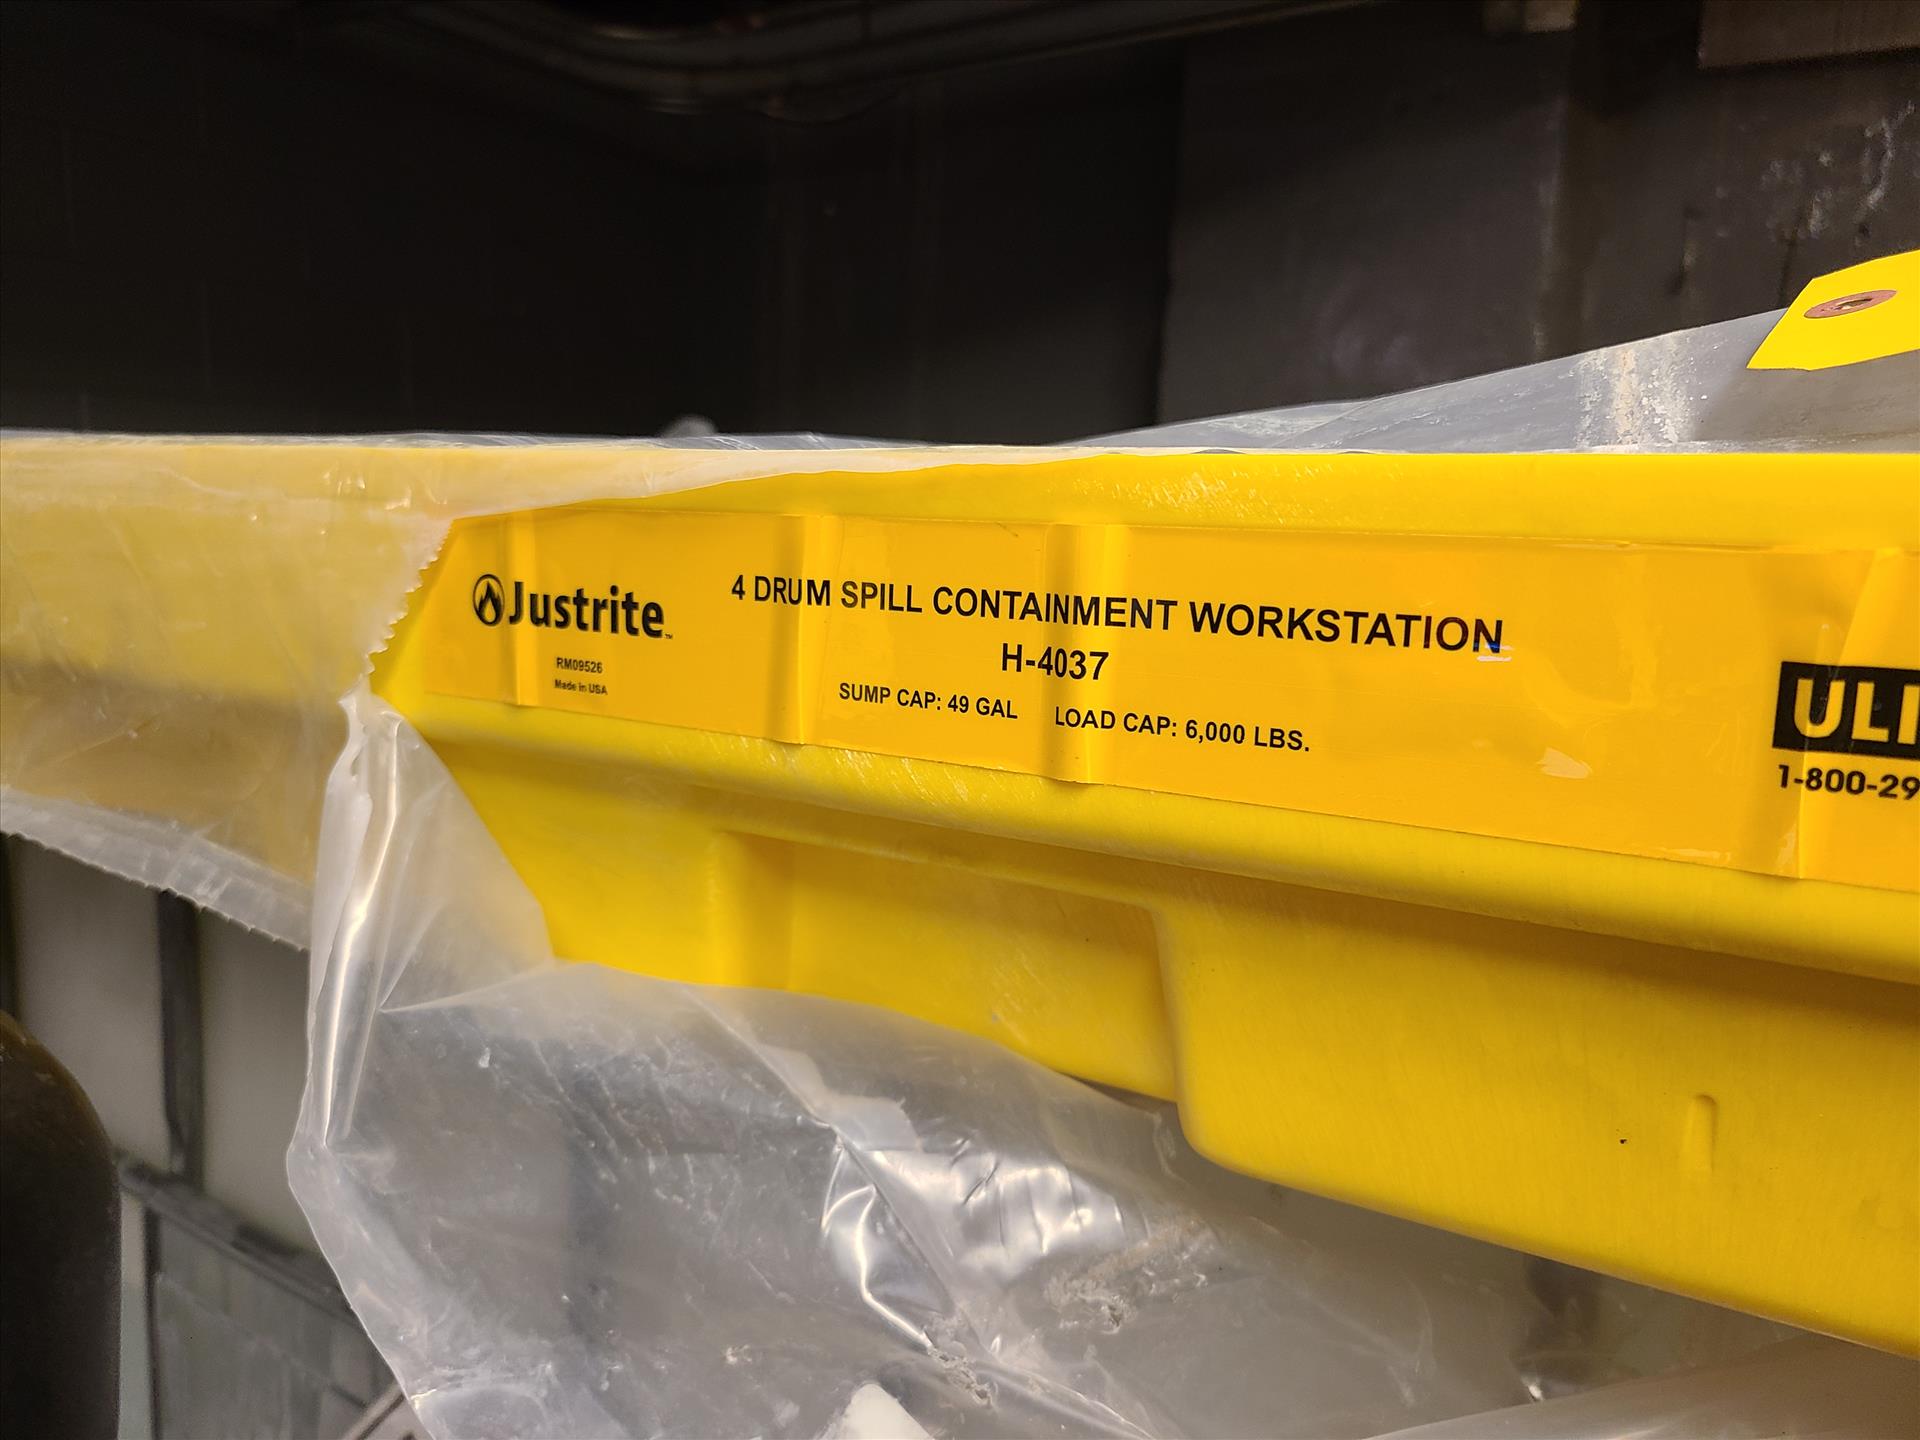 Justrite™
RM09526
Made in USA
4 DRUM SPILL CONTAINMENT WORKSTATION
H-4037
SUMP CAP: 49 GAL LOAD CAP: 6,000 LBS.
ULI
1-800-29